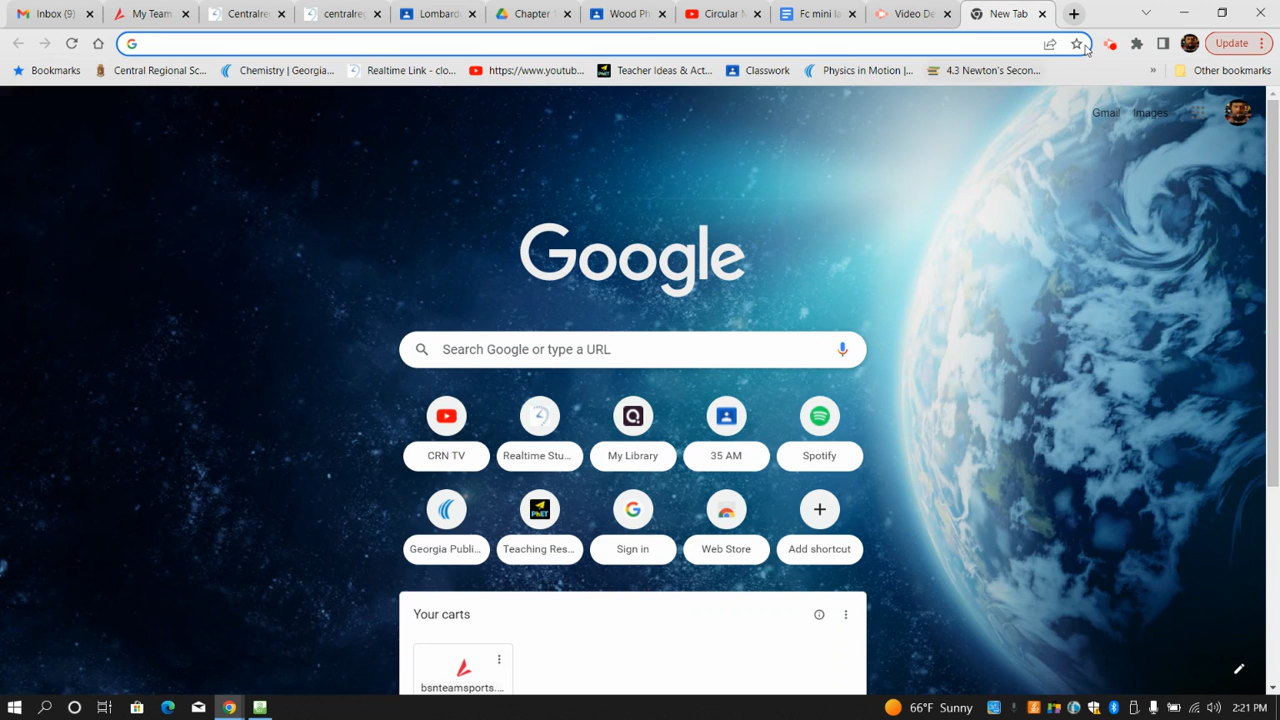 Inbox (9)
My Team
Centralre
centralre
Lombard
Chapter
Wood Ph
Circular M
Fc mini la
Video De
New Tab
Update
Bookmarks
Central Regional Sc...
Chemistry | Georgia...
Realtime Link - clo...
https://www.youtub...
Teacher Ideas & Act...
Classwork
Physics in Motion |...
4.3 Newton's Secon...
»
Other bookmarks
Gmail
Images
Google
Search Google or type a URL
CRN TV
Realtime Stu...
My Library
35 AM
Spotify
Georgia Publi...
Teaching Res...
Sign in
Web Store
Add shortcut
Your carts
bsnteamsports....
66°F Sunny
2:21 PM